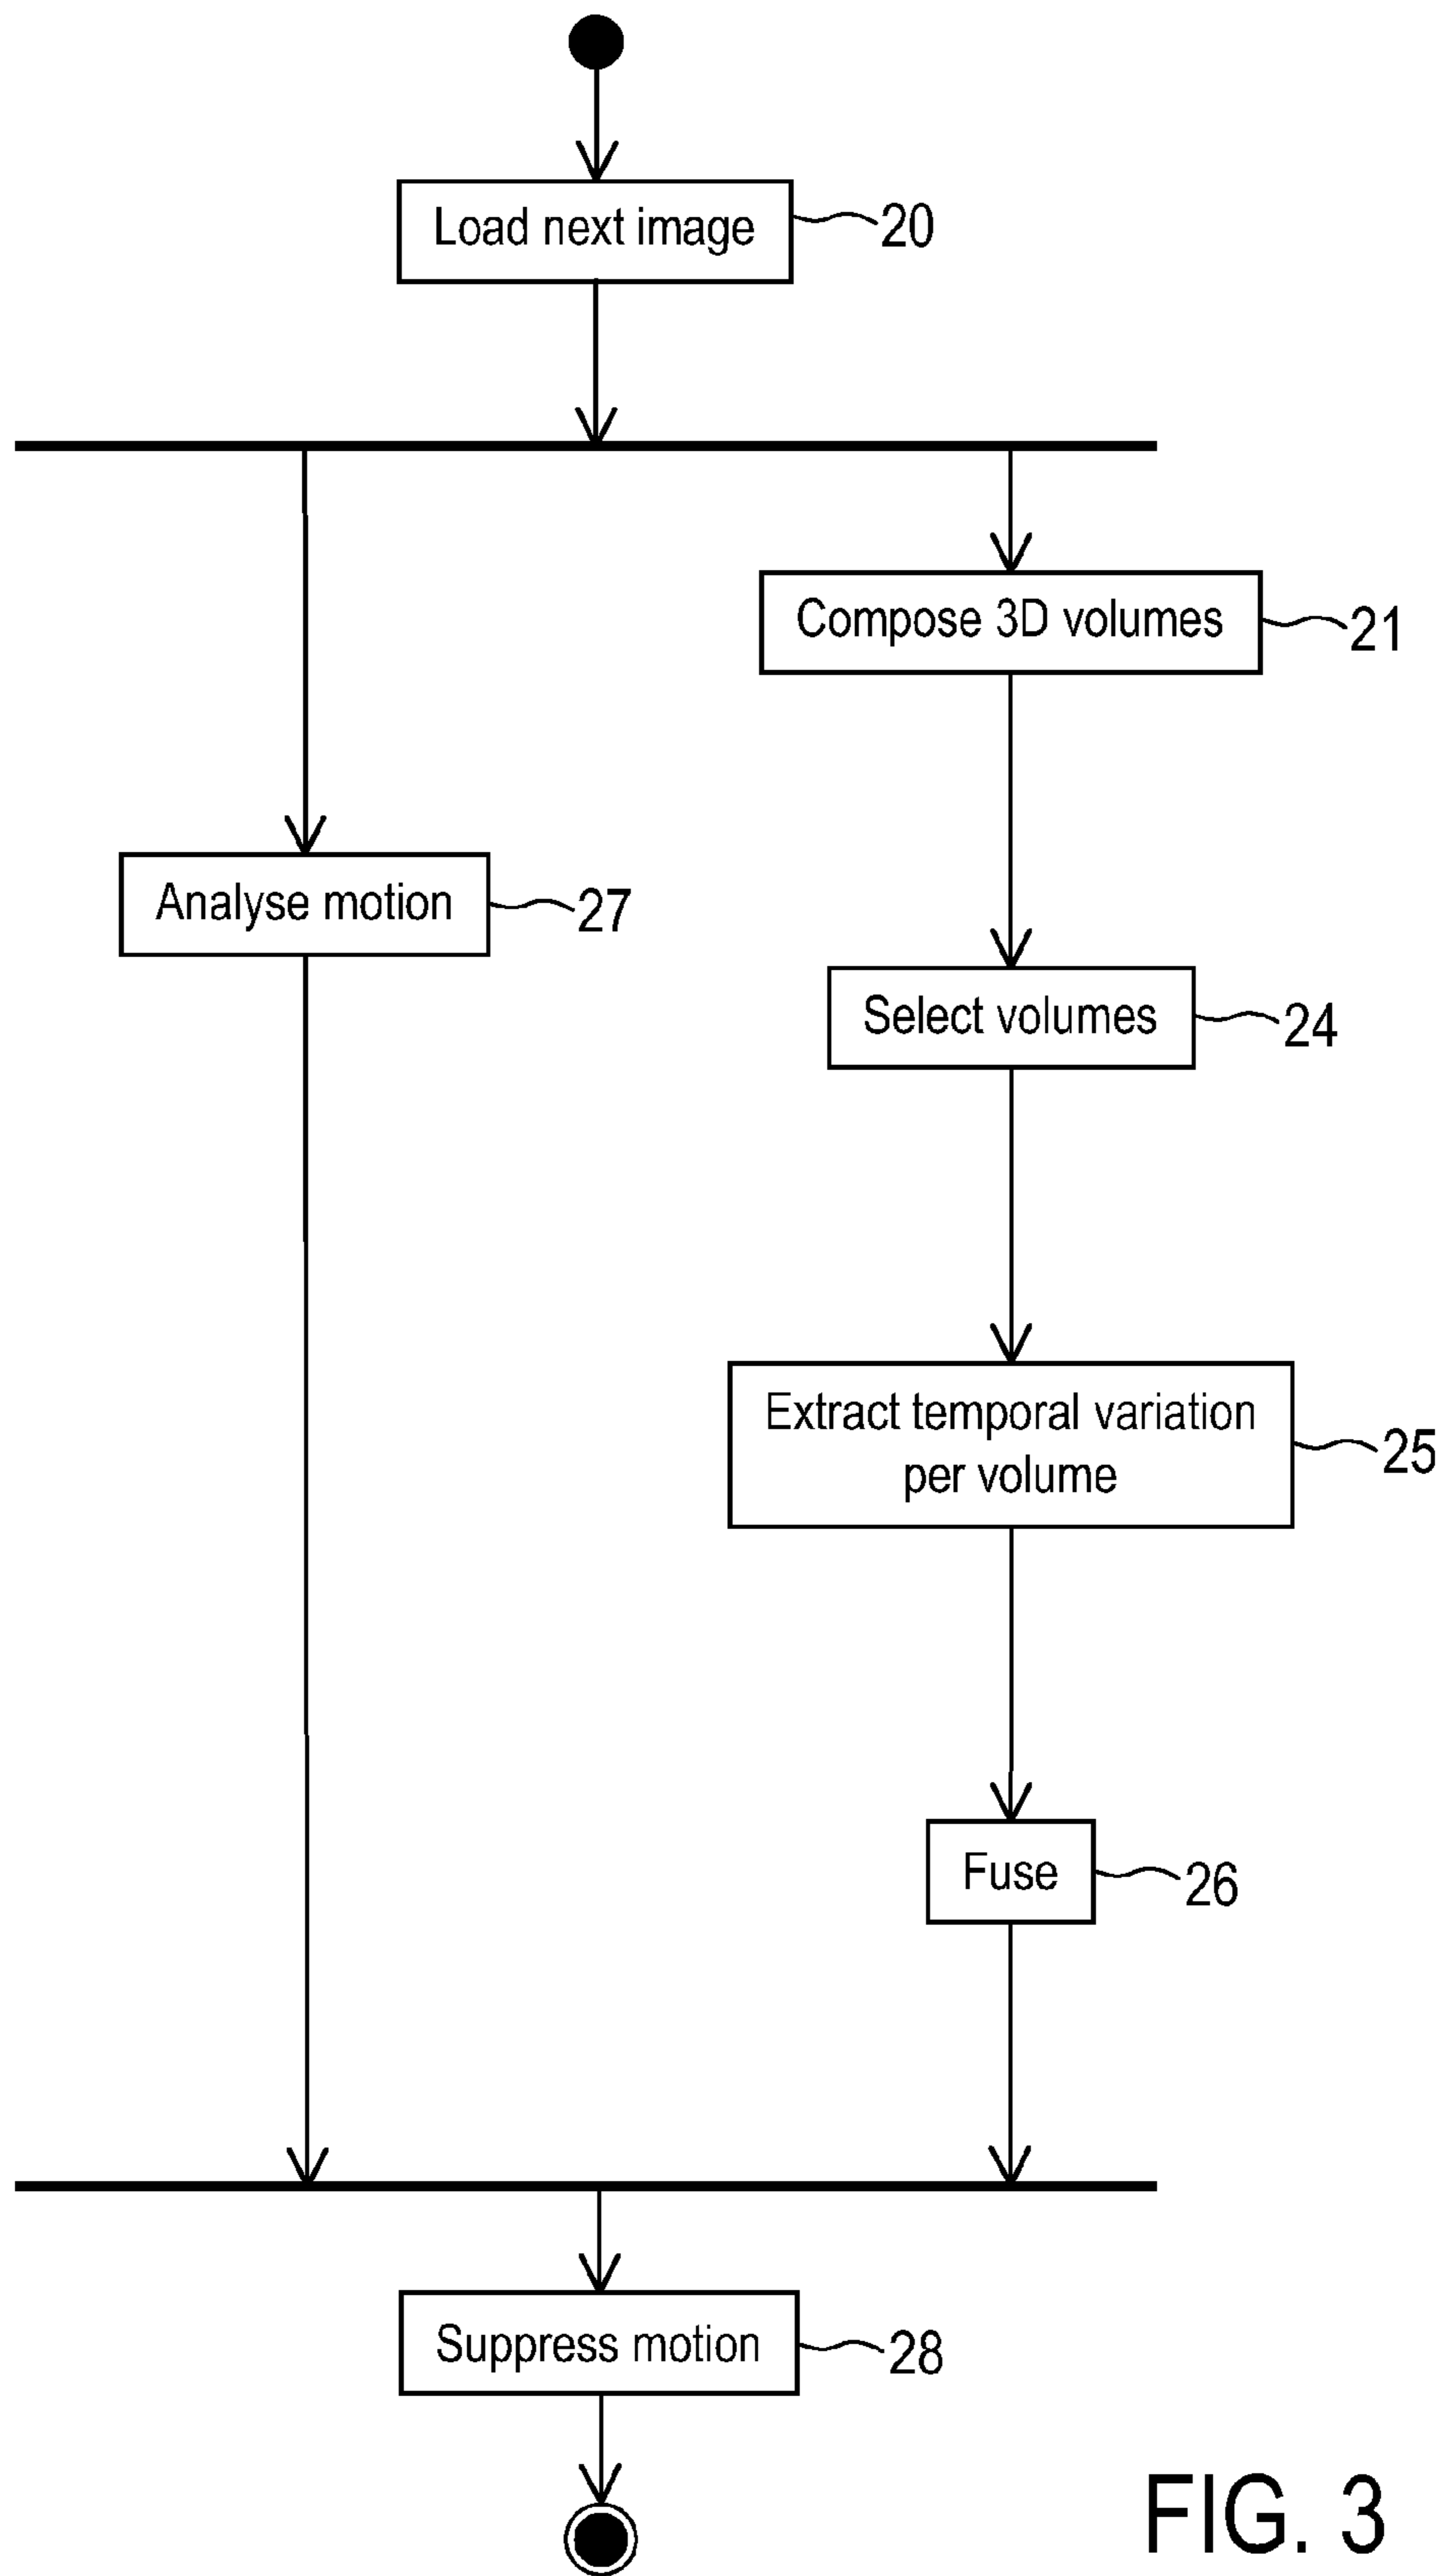 Load next image
20
Compose 3D volumes
21
Analyse motion
27
Select volumes
24
Extract temporal variation
per volume
25
Fuse
26
Suppress motion
28
FIG. 3